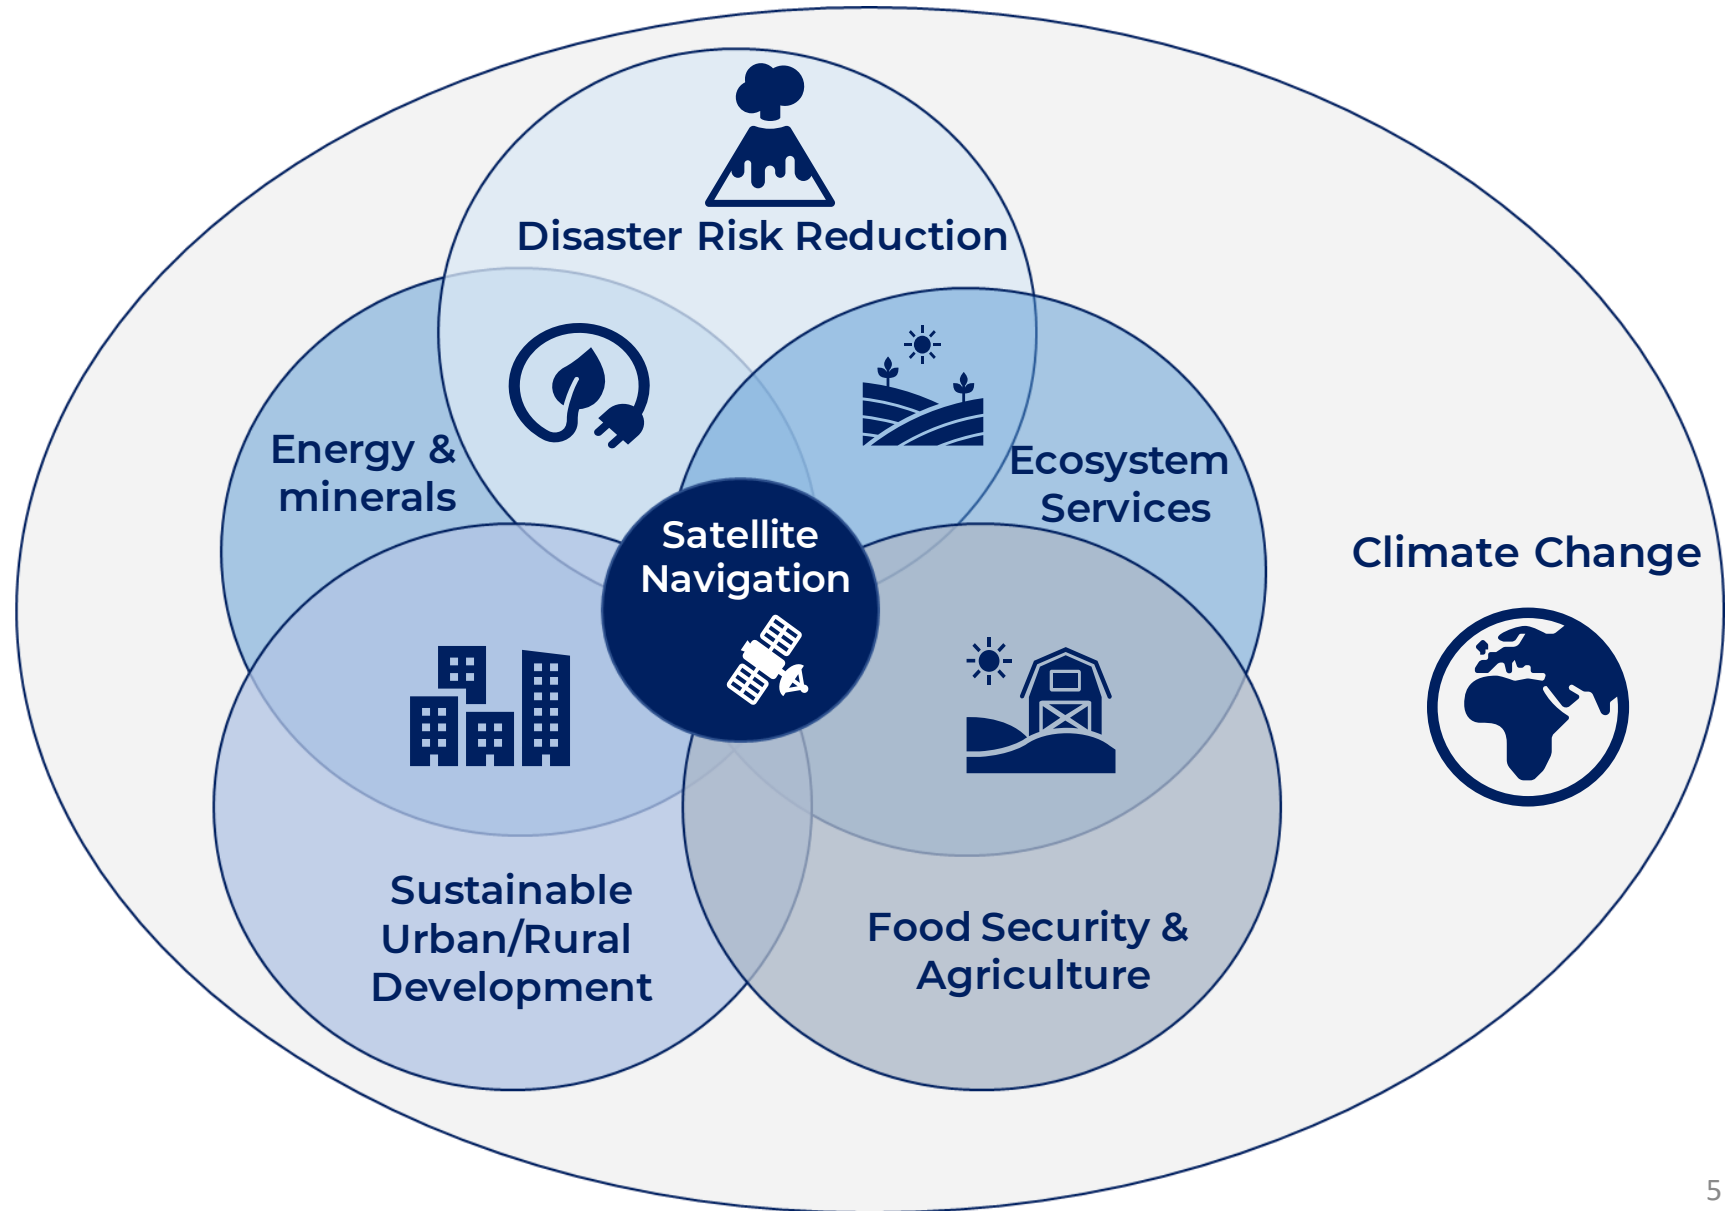 Disaster Risk Reduction
Energy &
minerals
Ecosystem
Services
Satellite
Navigation
Climate Change
Sustainable
Urban/Rural
Development
Food Security &
Agriculture
5